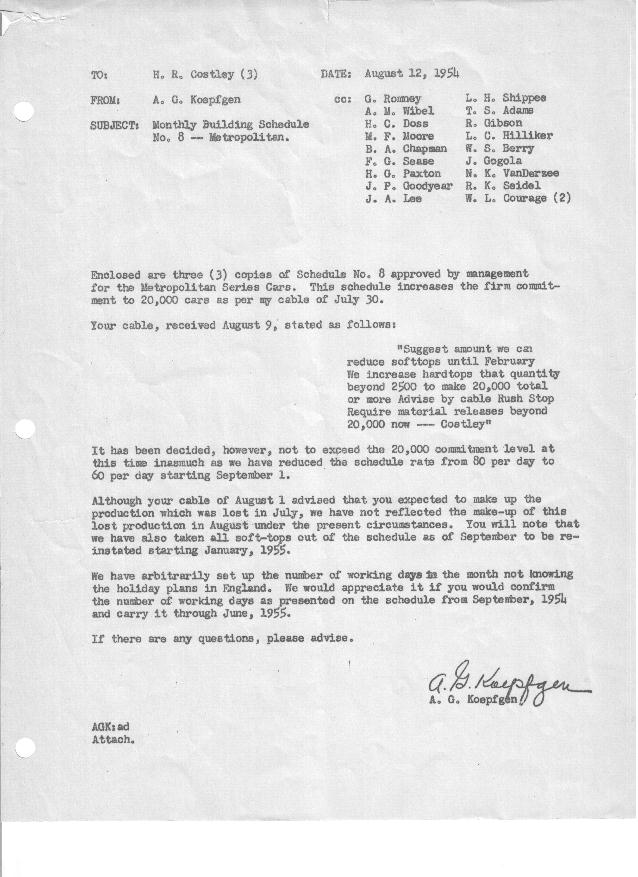 TO: H. R. Costley (3) DATE: August 12, 1954
FROM: A. G. Koepfgen cc: G. Romney L. H. Shippee
A. M. Wibel T. S. Adams
SUBJECT: Monthly Building Schedule H. C. Doss R. Gibson
No. 8 -- Metropolitan. M. F. Moore L. C. Hilliker
B. A. Chapman W. S. Berry
F. G. Sease J. Gogola
H. G. Paxton N. K. VanDerzee
J. P. Goodyear R. K. Seidel
J. A. Lee W. L. Courage (2)
Enclosed are three (3) copies of Schedule No. 8 approved by management
for the Metropolitan Series Cars. This schedule increases the firm commit-
ment to 20,000 cars as per my cable of July 30.
Your cable, received August 9, stated as follows:
"Suggest amount we can
reduce softtops until February
We increase hardtops that quantity
beyond 2500 to make 20,000 total
or more Advise by cable Rush Stop
Require material releases beyond
20,000 now --- Costley"
It has been decided, however, not to exceed the 20,000 commitment level at
this time inasmuch as we have reduced the schedule rate from 80 per day to
60 per day starting September 1.
Although your cable of August 1 advised that you expected to make up the
production which was lost in July, we have not reflected the make-up of this
lost production in August under the present circumstances. You will note that
we have also taken all soft-tops out of the schedule as of September to be re-
instated starting January, 1955.
We have arbitrarily set up the number of working days in the month not knowing
the holiday plans in England. We would appreciate it if you would confirm
the number of working days as presented on the schedule from September, 1954
and carry it through June, 1955.
If there are any questions, please advise.
A. G. Koepfgen
A. G. Koepfgen
AGK:ad
Attach.